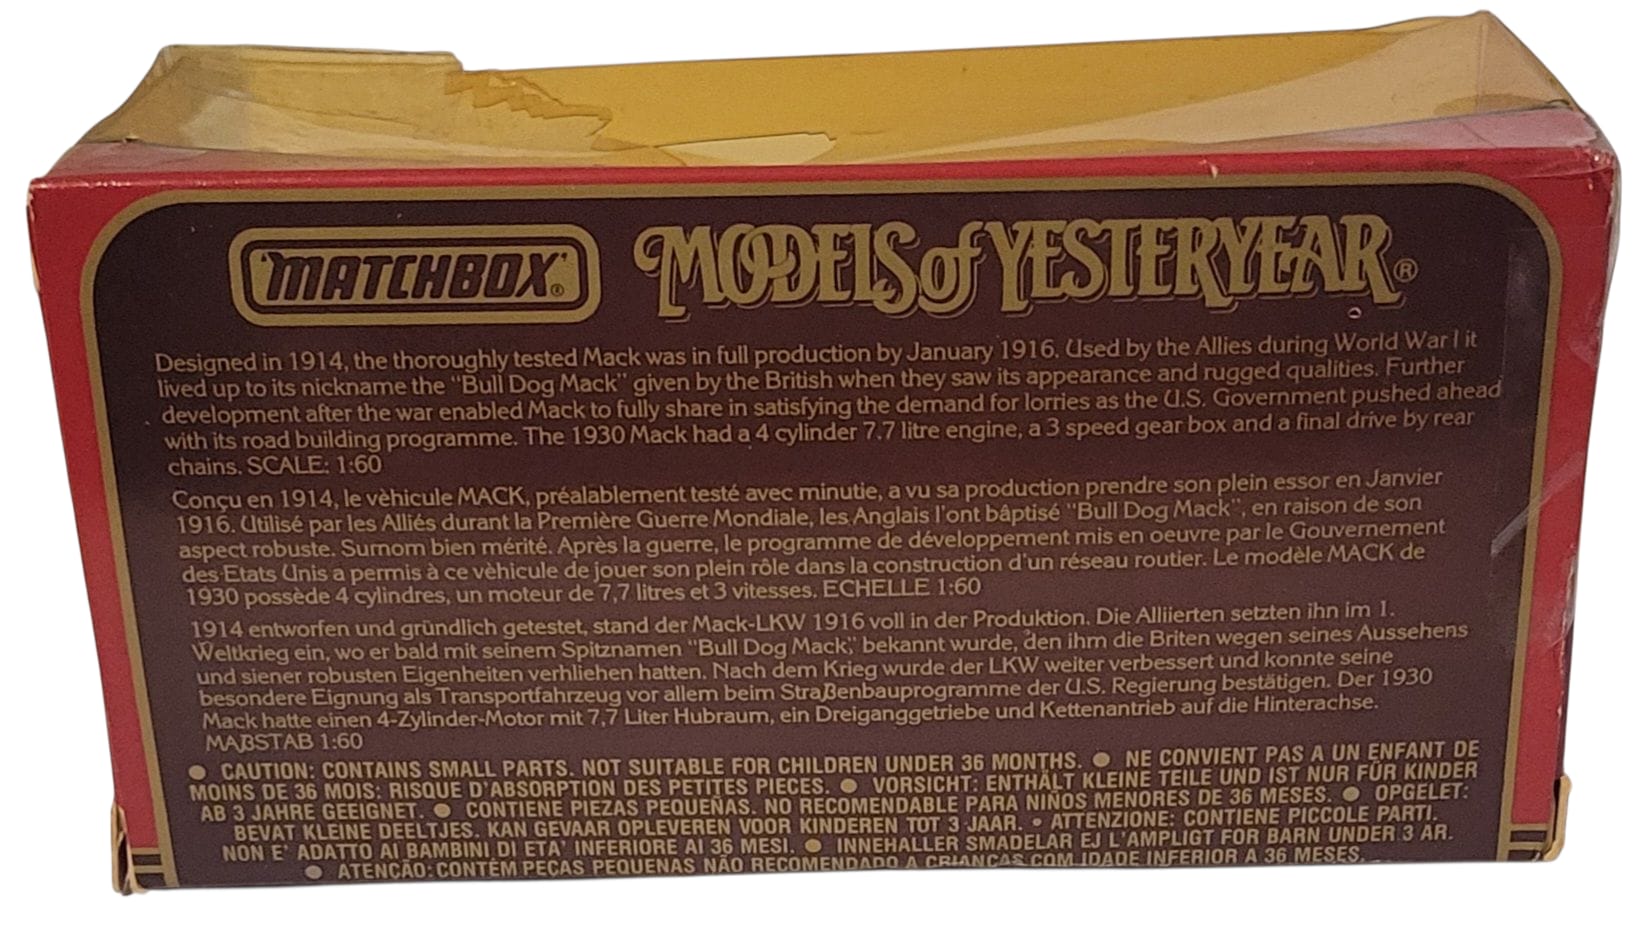 MATCHBOX® MODELS of YESTERYEAR®
Designed in 1914, the thoroughly tested Mack was in full production by January 1916. Used by the Allies during World War I it
lived up to its nickname the "Bull Dog Mack" given by the British when they saw its appearance and rugged qualities. Further
development after the war enabled Mack to fully share in satisfying the demand for lorries as the U.S. Government pushed ahead
with its road building programme. The 1930 Mack had a 4 cylinder 7.7 litre engine, a 3 speed gear box and a final drive by rear
chains. SCALE: 1:60
Conçu en 1914, le vèhicule MACK, préalablement testé avec minutie, a vu sa production prendre son plein essor en Janvier
1916. Utilisé par les Alliés durant la Première Guerre Mondiale, les Anglais l'ont bâptisé "Bull Dog Mack", en raison de son
aspect robuste. Surnom bien mérité. Après la guerre, le programme de développement mis en oeuvre par le Gouvernement
des Etats Unis a permis à ce vèhicule de jouer son plein rôle dans la construction d'un réseau routier. Le modèle MACK de
1930 possède 4 cylindres, un moteur de 7,7 litres et 3 vitesses. ECHELLE 1:60
1914 entworfen und gründlich getestet, stand der Mack-LKW 1916 voll in der Produktion. Die Alliierten setzten ihn im 1.
Weltkrieg ein, wo er bald mit seinem Spitznamen "Bull Dog Mack," bekannt wurde, den ihm die Briten wegen seines Aussehens
und siener robusten Eigenheiten verhliehen hatten. Nach dem Krieg wurde der LKW weiter verbessert und konnte seine
besondere Eignung als Transportfahrzeug vor allem beim Straßenbauprogramme der U.S. Regierung bestätigen. Der 1930
Mack hatte einen 4-Zylinder-Motor mit 7,7 Liter Hubraum, ein Dreiganggetriebe und Kettenantrieb auf die Hinterachse.
MAßSTAB 1:60
● CAUTION: CONTAINS SMALL PARTS. NOT SUITABLE FOR CHILDREN UNDER 36 MONTHS. ● NE CONVIENT PAS A UN ENFANT DE
MOINS DE 36 MOIS: RISQUE D'ABSORPTION DES PETITES PIECES. ● VORSICHT: ENTHÄLT KLEINE TEILE UND IST NUR FÜR KINDER
AB 3 JAHRE GEEIGNET. ● CONTIENE PIEZAS PEQUEÑAS. NO RECOMENDABLE PARA NIÑOS MENORES DE 36 MESES. ● OPGELET:
BEVAT KLEINE DEELTJES. KAN GEVAAR OPLEVEREN VOOR KINDEREN TOT 3 JAAR. • ATTENZIONE: CONTIENE PICCOLE PARTI.
NON E' ADATTO AI BAMBINI DI ETA' INFERIORE AI 36 MESI. ● INNEHALLER SMADELAR EJ L'AMPLIGT FOR BARN UNDER 3 AR.
● ATENCÃO: CONTÉM PEÇAS PEQUENAS NÃO RECOMENDADO A CRIANCAS COM IDADE INFERIOR A 36 MESES.